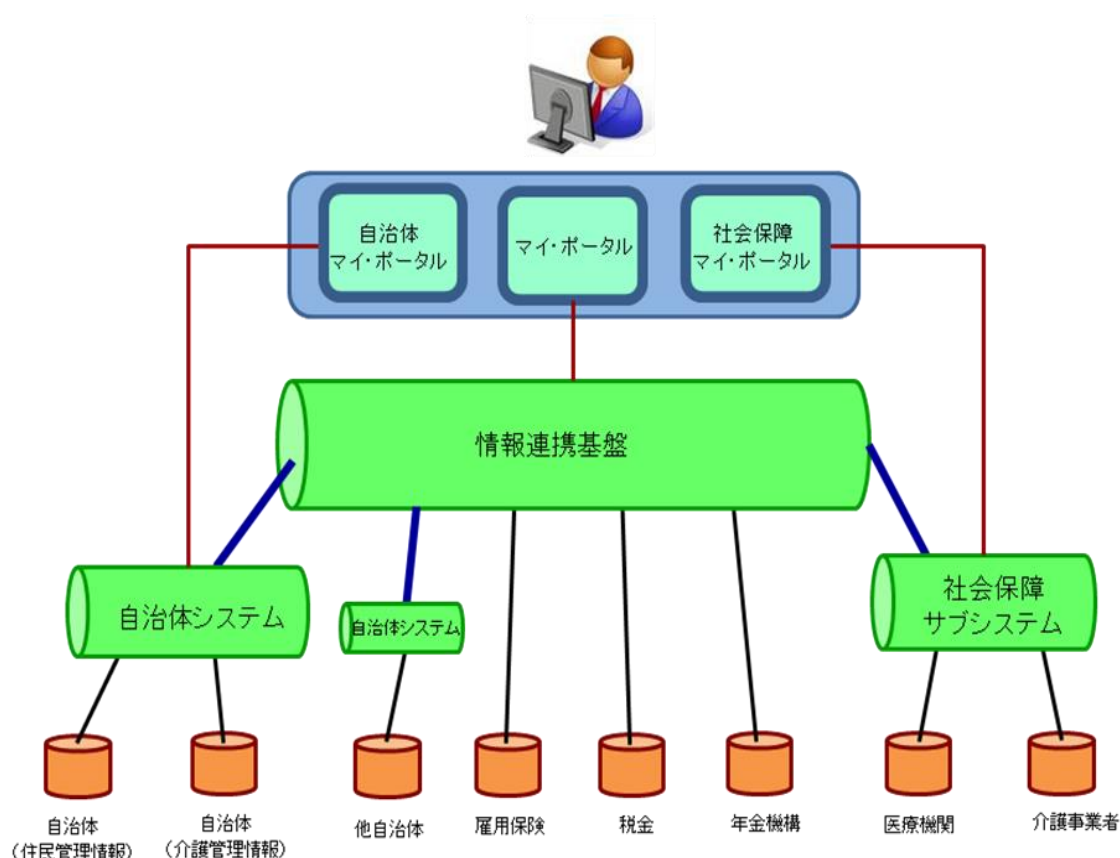 自治体
マイ・ポータル
マイ・ポータル
社会保障
マイ・ポータル
情報連携基盤
自治体システム
自治体システム
社会保障
サブシステム
自治体
（住民管理情報）
自治体
（介護管理情報）
他自治体
雇用保険
税金
年金機構
医療機関
介護事業者